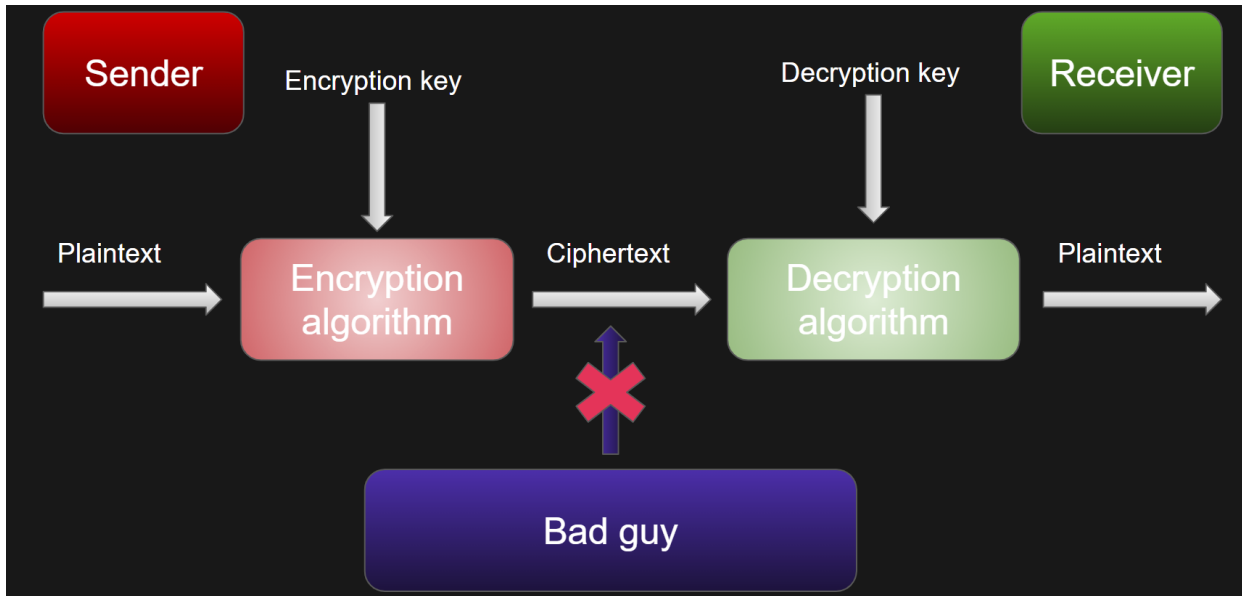 Sender
Encryption key
Decryption key
Receiver
Plaintext
Encryption
algorithm
Ciphertext
Decryption
algorithm
Plaintext
Bad guy